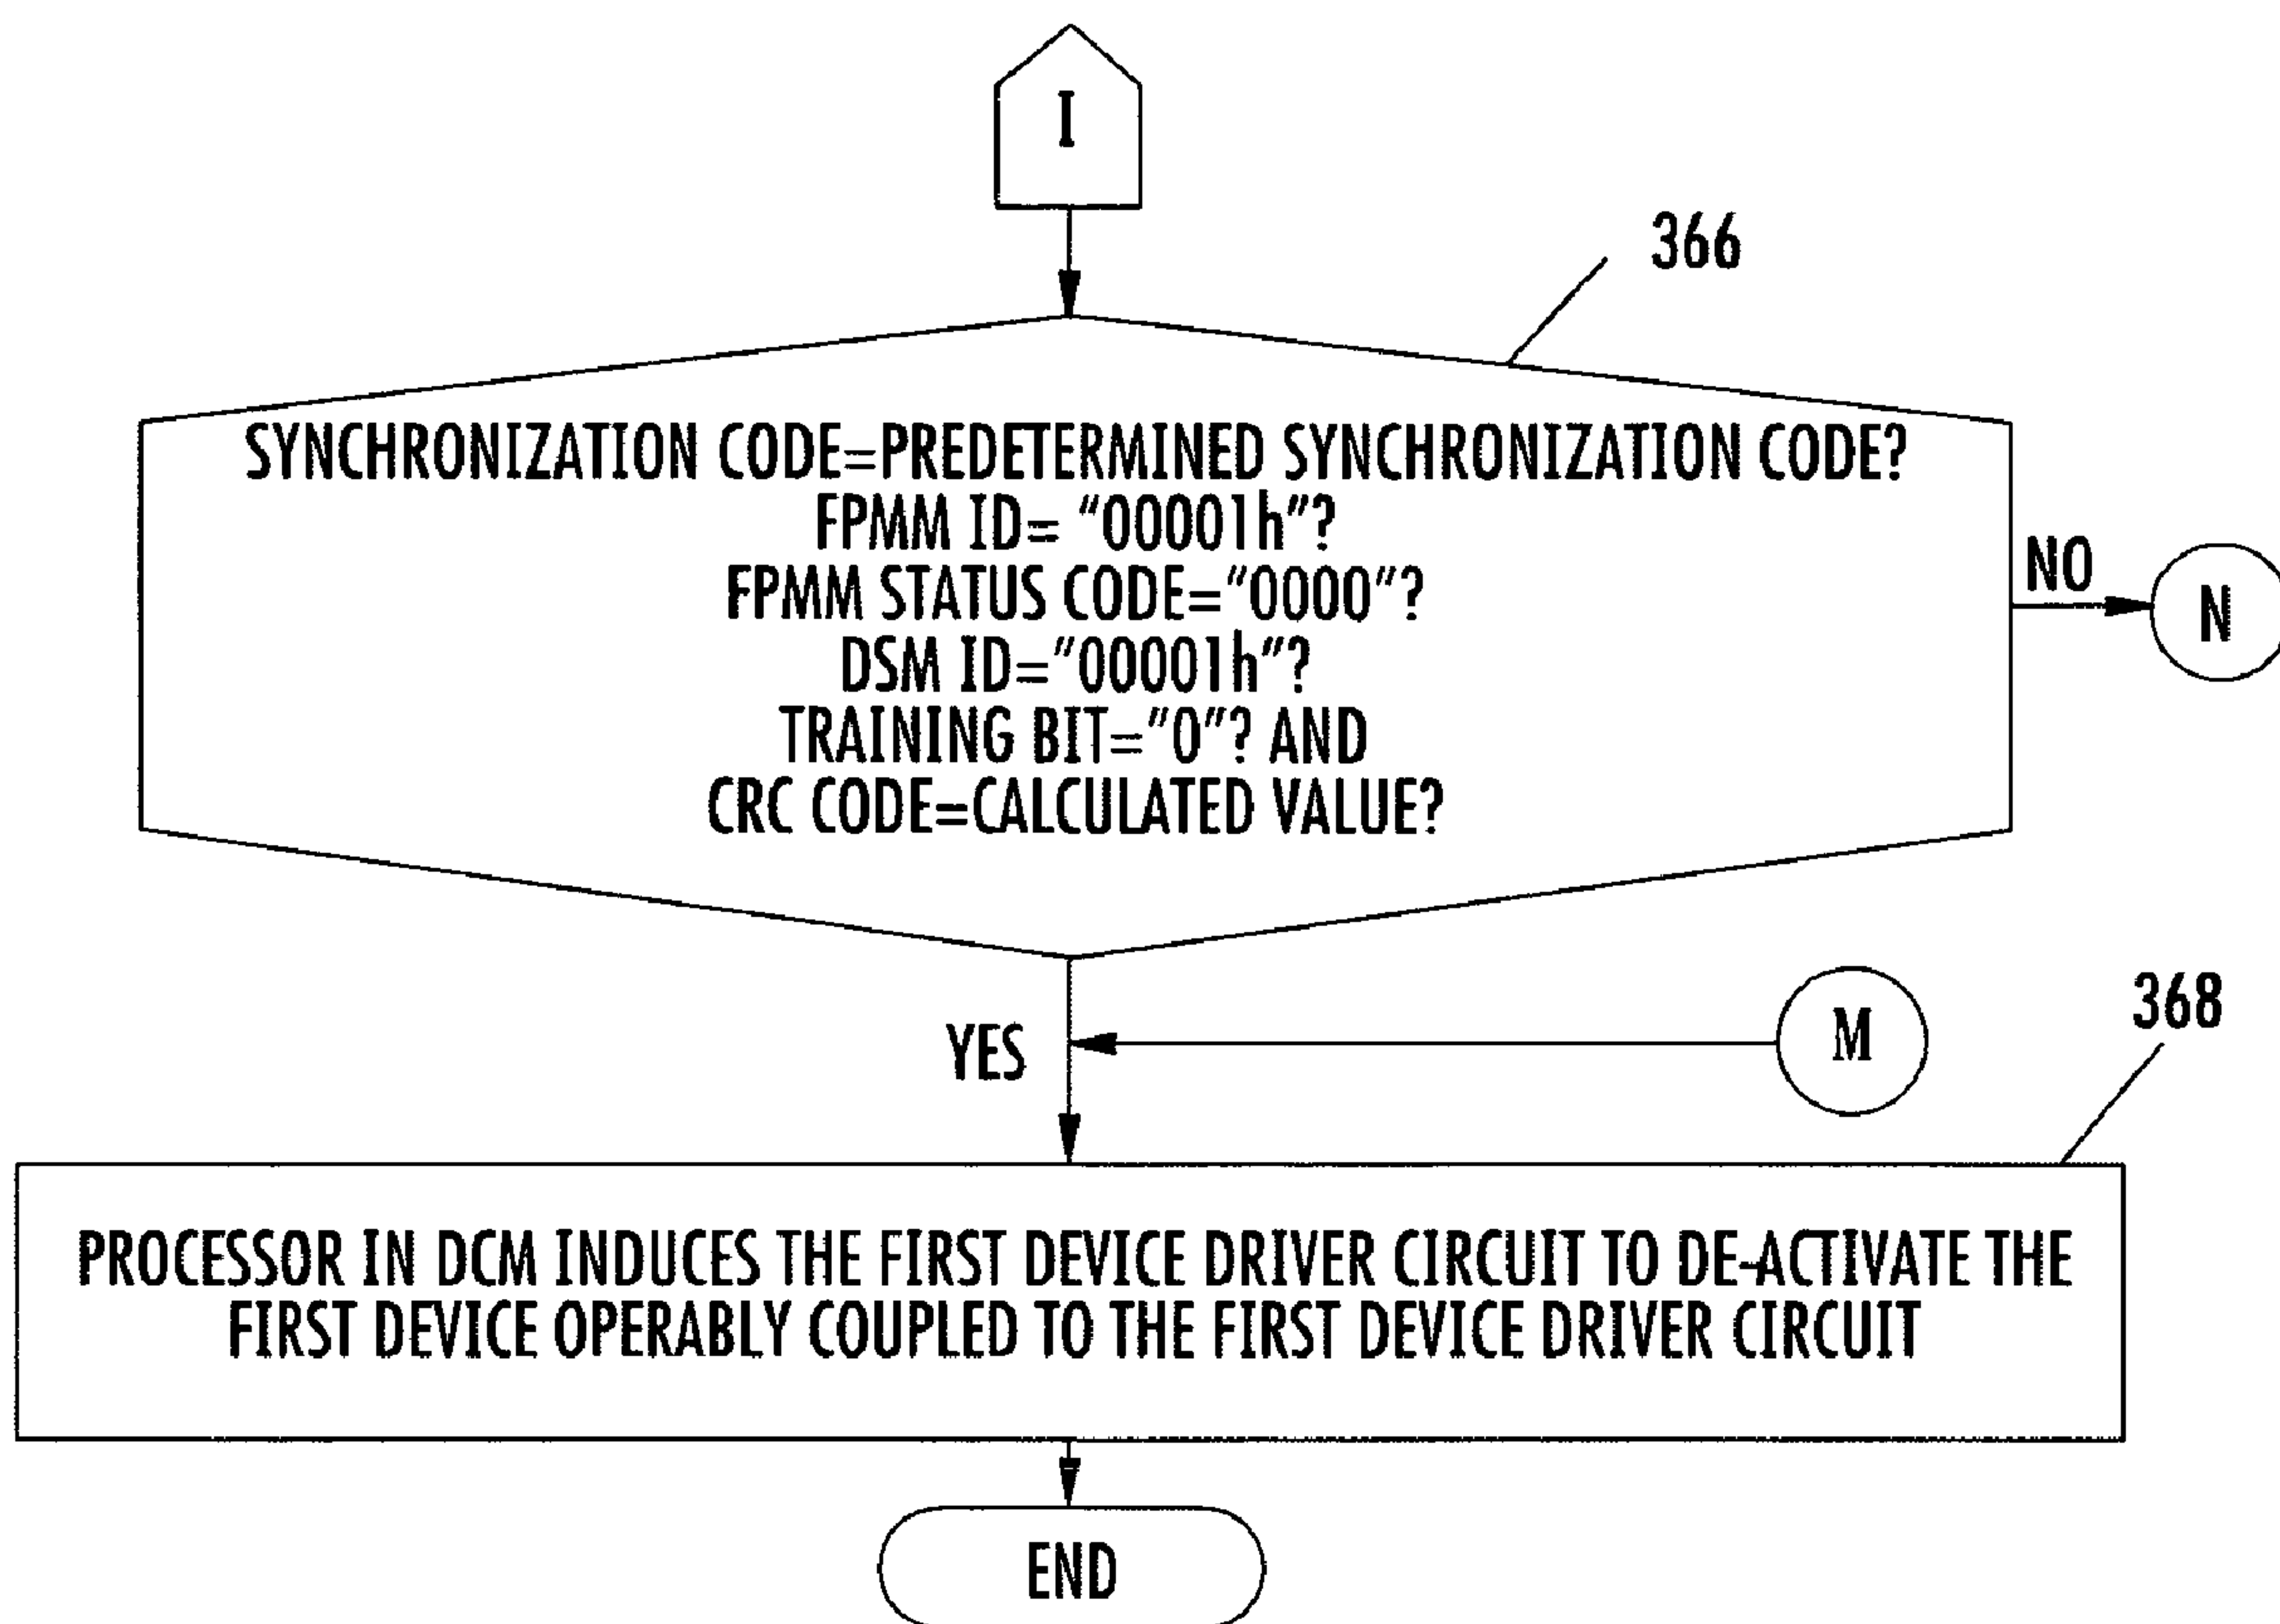 I
366
SYNCHRONIZATION CODE=PREDETERMINED SYNCHRONIZATION CODE?
FPMM ID= "00001h"?
FPMM STATUS CODE="0000"?
DSM ID="00001h"?
TRAINING BIT="0"? AND
CRC CODE=CALCULATED VALUE?
NO
N
YES
M
368
PROCESSOR IN DCM INDUCES THE FIRST DEVICE DRIVER CIRCUIT TO DE-ACTIVATE THE
FIRST DEVICE OPERABLY COUPLED TO THE FIRST DEVICE DRIVER CIRCUIT
END